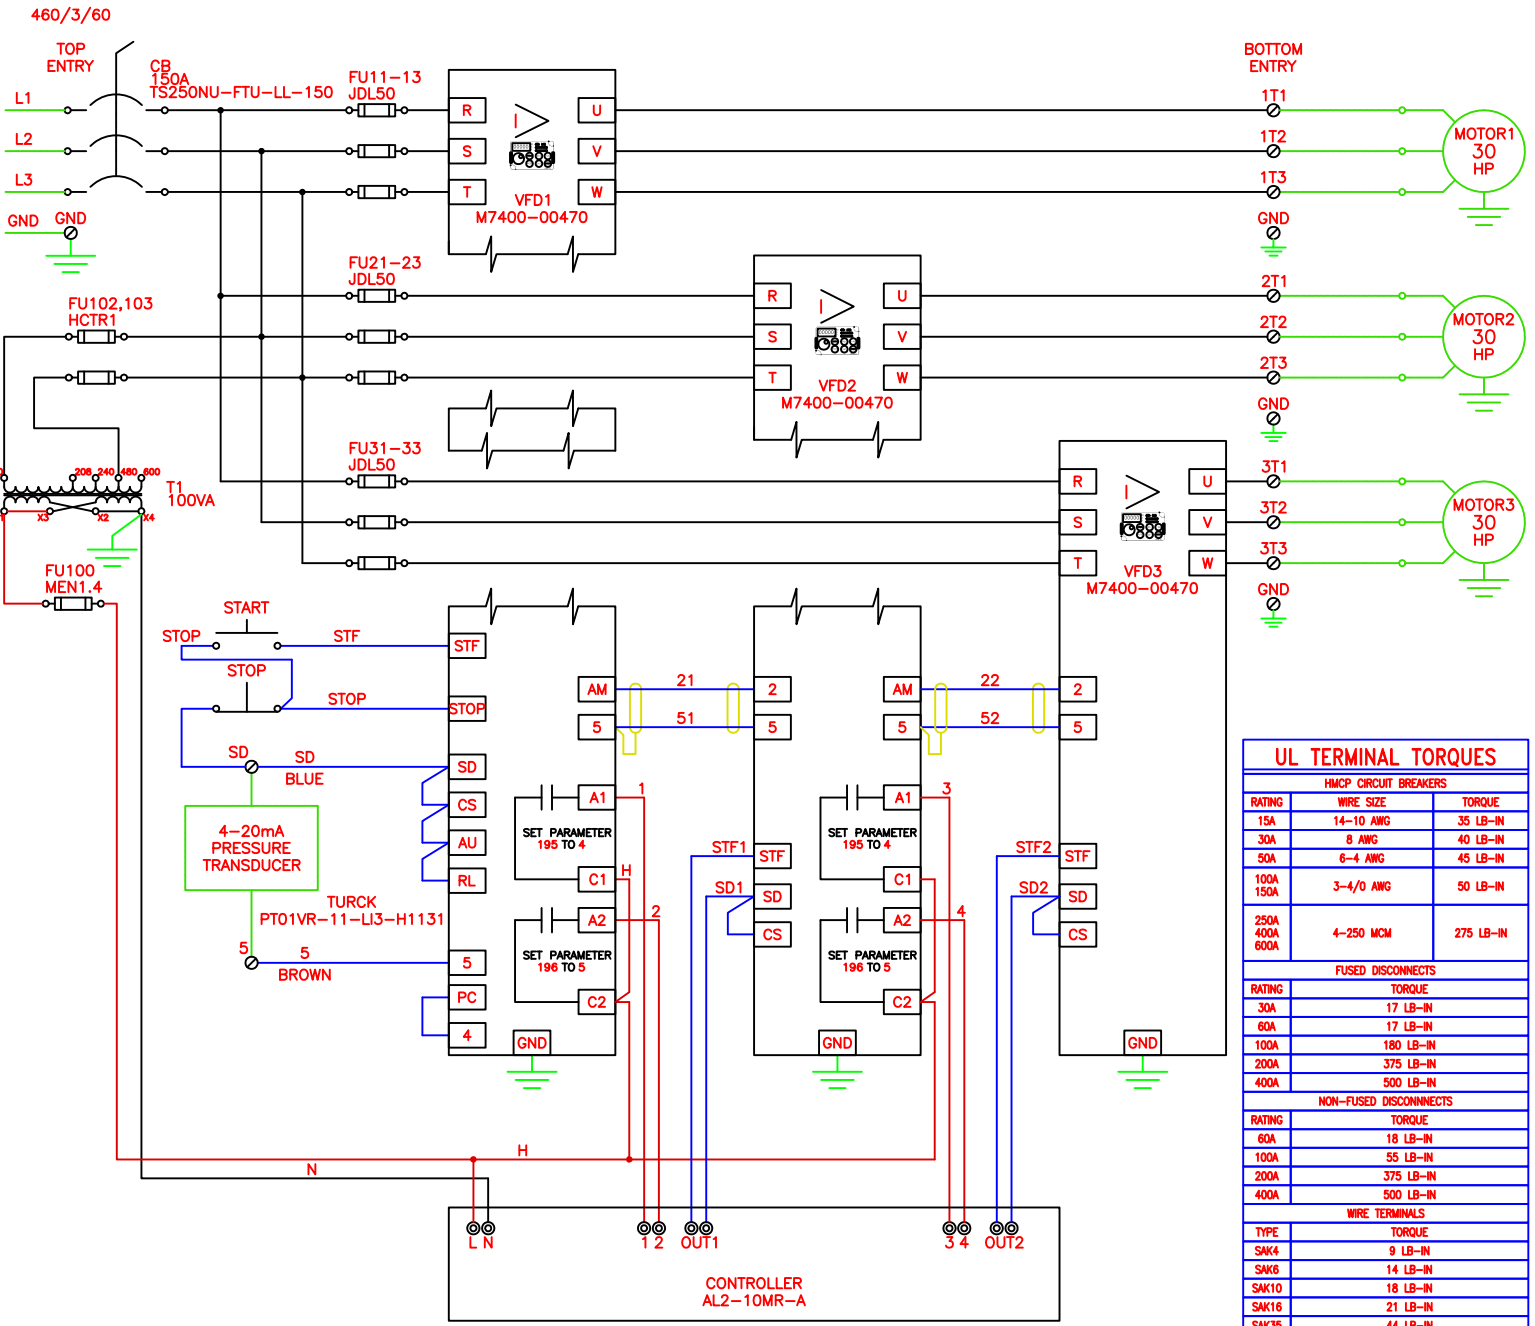 460/3/60
TOP
ENTRY
CB
150A
TS250NU-FTU-LL-150
L1
L2
L3
GND
GND
FU11-13
JDL50
R
S
T
U
V
W
VFD1
M7400-00470
BOTTOM
ENTRY
1T1
1T2
1T3
GND
MOTOR1
30
HP
FU21-23
JDL50
FU102,103
HCTR1
R
S
T
U
V
W
VFD2
M7400-00470
2T1
2T2
2T3
GND
MOTOR2
30
HP
FU31-33
JDL50
208
240
480
600
T1
100VA
X3
X2
X4
R
S
T
U
V
W
VFD3
M7400-00470
3T1
3T2
3T3
GND
MOTOR3
30
HP
FU100
MEN1.4
START
STOP
STF
STF
STOP
STOP
STOP
SD
SD
BLUE
SD
CS
AU
RL
4-20mA
PRESSURE
TRANSDUCER
TURCK
PT01VR-11-LI3-H1131
5
5
BROWN
5
PC
4
GND
AM
5
21
51
2
5
A1
1
SET PARAMETER
195 TO 4
C1
H
A2
2
SET PARAMETER
196 TO 5
C2
STF1
STF
SD1
SD
CS
GND
AM
5
22
52
2
5
A1
3
SET PARAMETER
195 TO 4
C1
A2
4
SET PARAMETER
196 TO 5
C2
STF2
STF
SD2
SD
CS
GND
H
N
L N
1 2
OUT1
3 4
OUT2
CONTROLLER
AL2-10MR-A
UL TERMINAL TORQUES
HMCP CIRCUIT BREAKERS
RATING WIRE SIZE TORQUE
15A 14-10 AWG 35 LB-IN
30A 8 AWG 40 LB-IN
50A 6-4 AWG 45 LB-IN
100A
150A
3-4/0 AWG 50 LB-IN
250A
400A
600A
4-250 MCM 275 LB-IN
FUSED DISCONNECTS
RATING TORQUE
30A 17 LB-IN
60A 17 LB-IN
100A 180 LB-IN
200A 375 LB-IN
400A 500 LB-IN
NON-FUSED DISCONNNECTS
RATING TORQUE
60A 18 LB-IN
100A 55 LB-IN
200A 375 LB-IN
400A 500 LB-IN
WIRE TERMINALS
TYPE TORQUE
SAK4 9 LB-IN
SAK6 14 LB-IN
SAK10 18 LB-IN
SAK16 21 LB-IN
SAK35 44 LB-IN